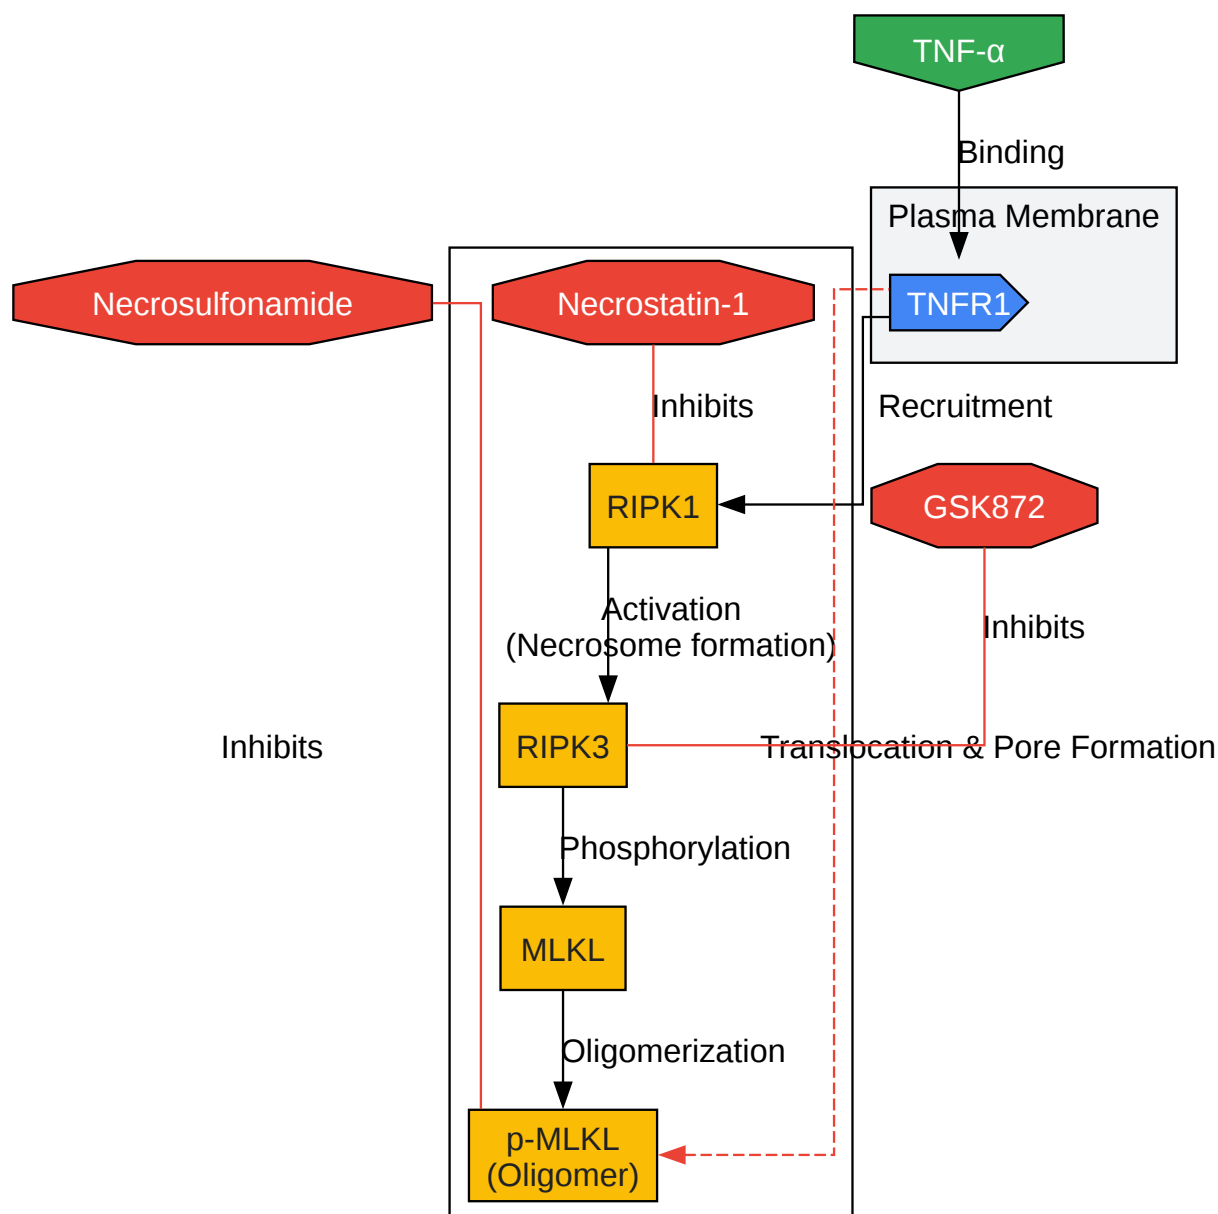 TNF-α
Binding
Plasma Membrane
Necrosulfonamide
Necrostatin-1
TNFR1
Inhibits
Recruitment
RIPK1
GSK872
Activation
(Necrosome formation)
Inhibits
Inhibits
RIPK3
Translocation & Pore Formation
Phosphorylation
MLKL
Oligomerization
p-MLKL
(Oligomer)